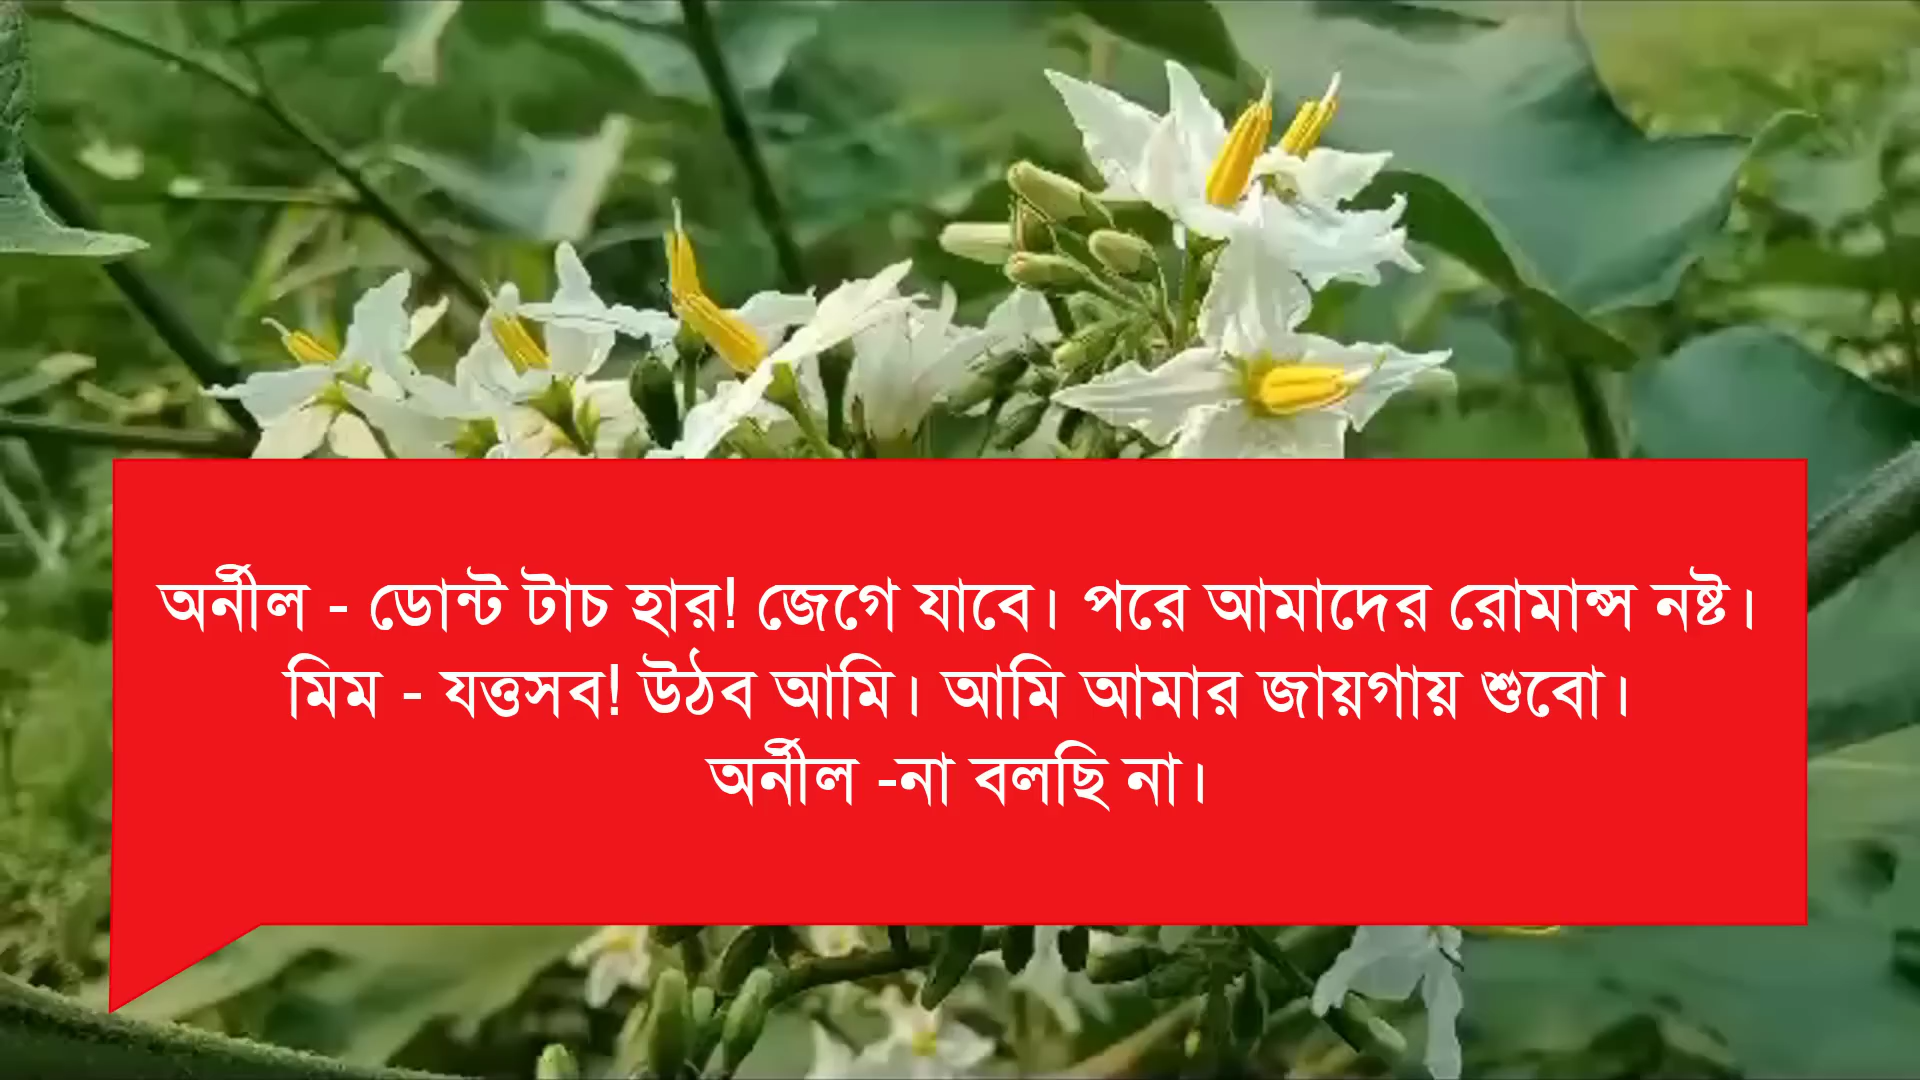 অর্নীল - ডোন্ট টাচ হার! জেগে যাবে। পরে আমাদের রোমান্স নষ্ট।
মিম - যত্তসব! উঠব আমি। আমি আমার জায়গায় শুবো।
অর্নীল -না বলছি না।